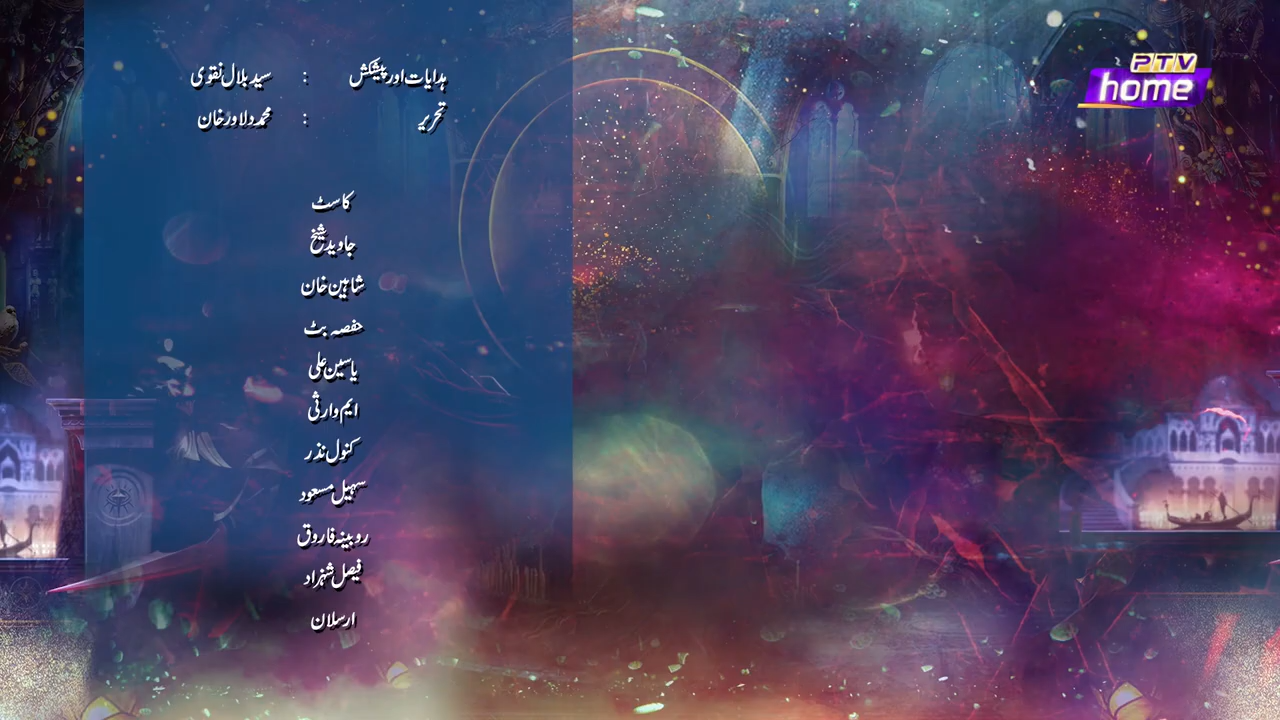 PTV
home
ہدایات اور پیشکش : سید بلال نقوی
تحریر : محمد دلاور خان
کاسٹ
جاوید شیخ
شاہین خان
حفصہ بٹ
یاسین علی
ایم وارثی
کنول نذر
سہیل مسعود
روبینہ فاروق
فیصل شہزاد
ارسلان